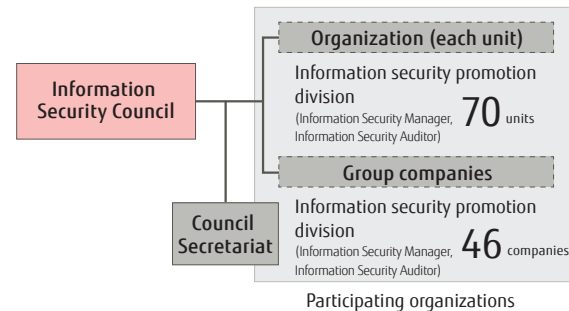 Information
Security Council
Council
Secretariat
Organization (each unit)
Information security promotion
division
(Information Security Manager,
Information Security Auditor)
70 units
Group companies
Information security promotion
division
(Information Security Manager,
Information Security Auditor)
46 companies
Participating organizations